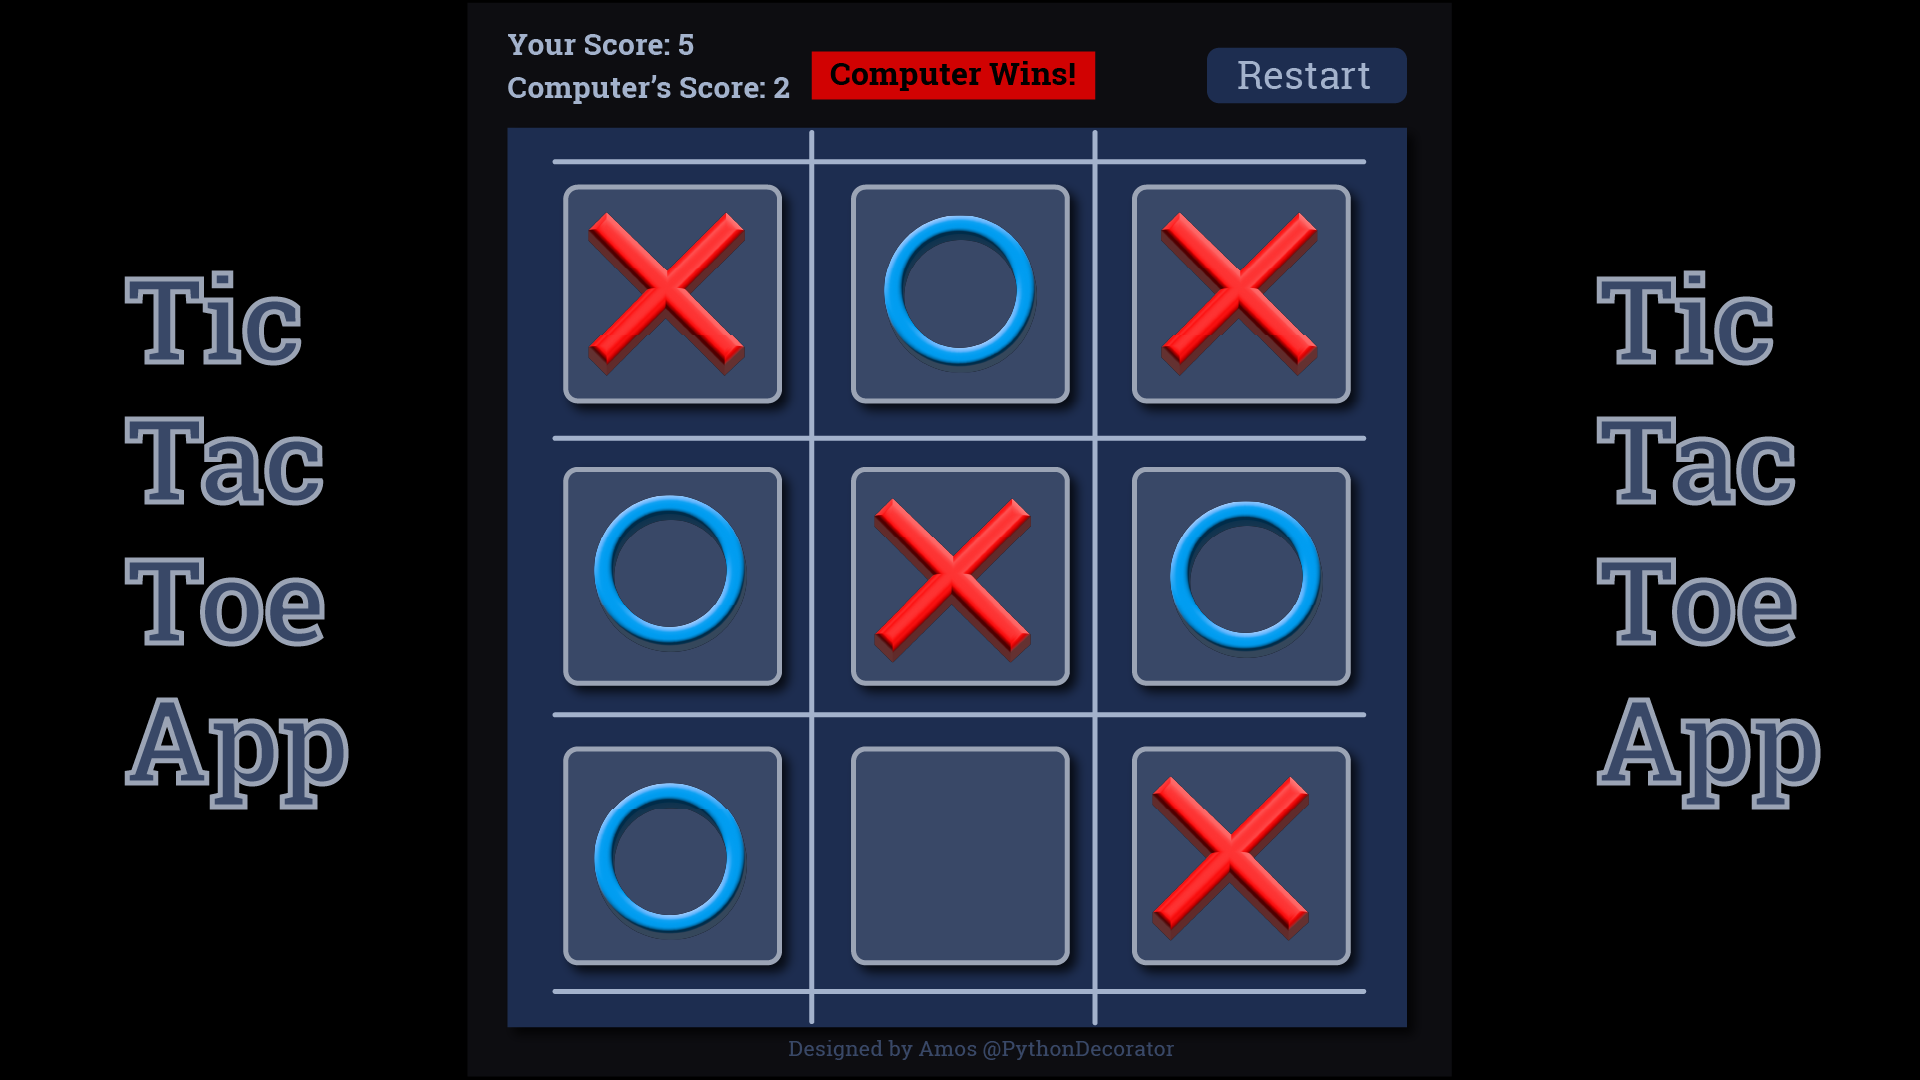 Your Score: 5
Computer’s Score: 2
Computer Wins!
Restart
Tic
Tac
Toe
App
Tic
Tac
Toe
App
Designed by Amos @PythonDecorator